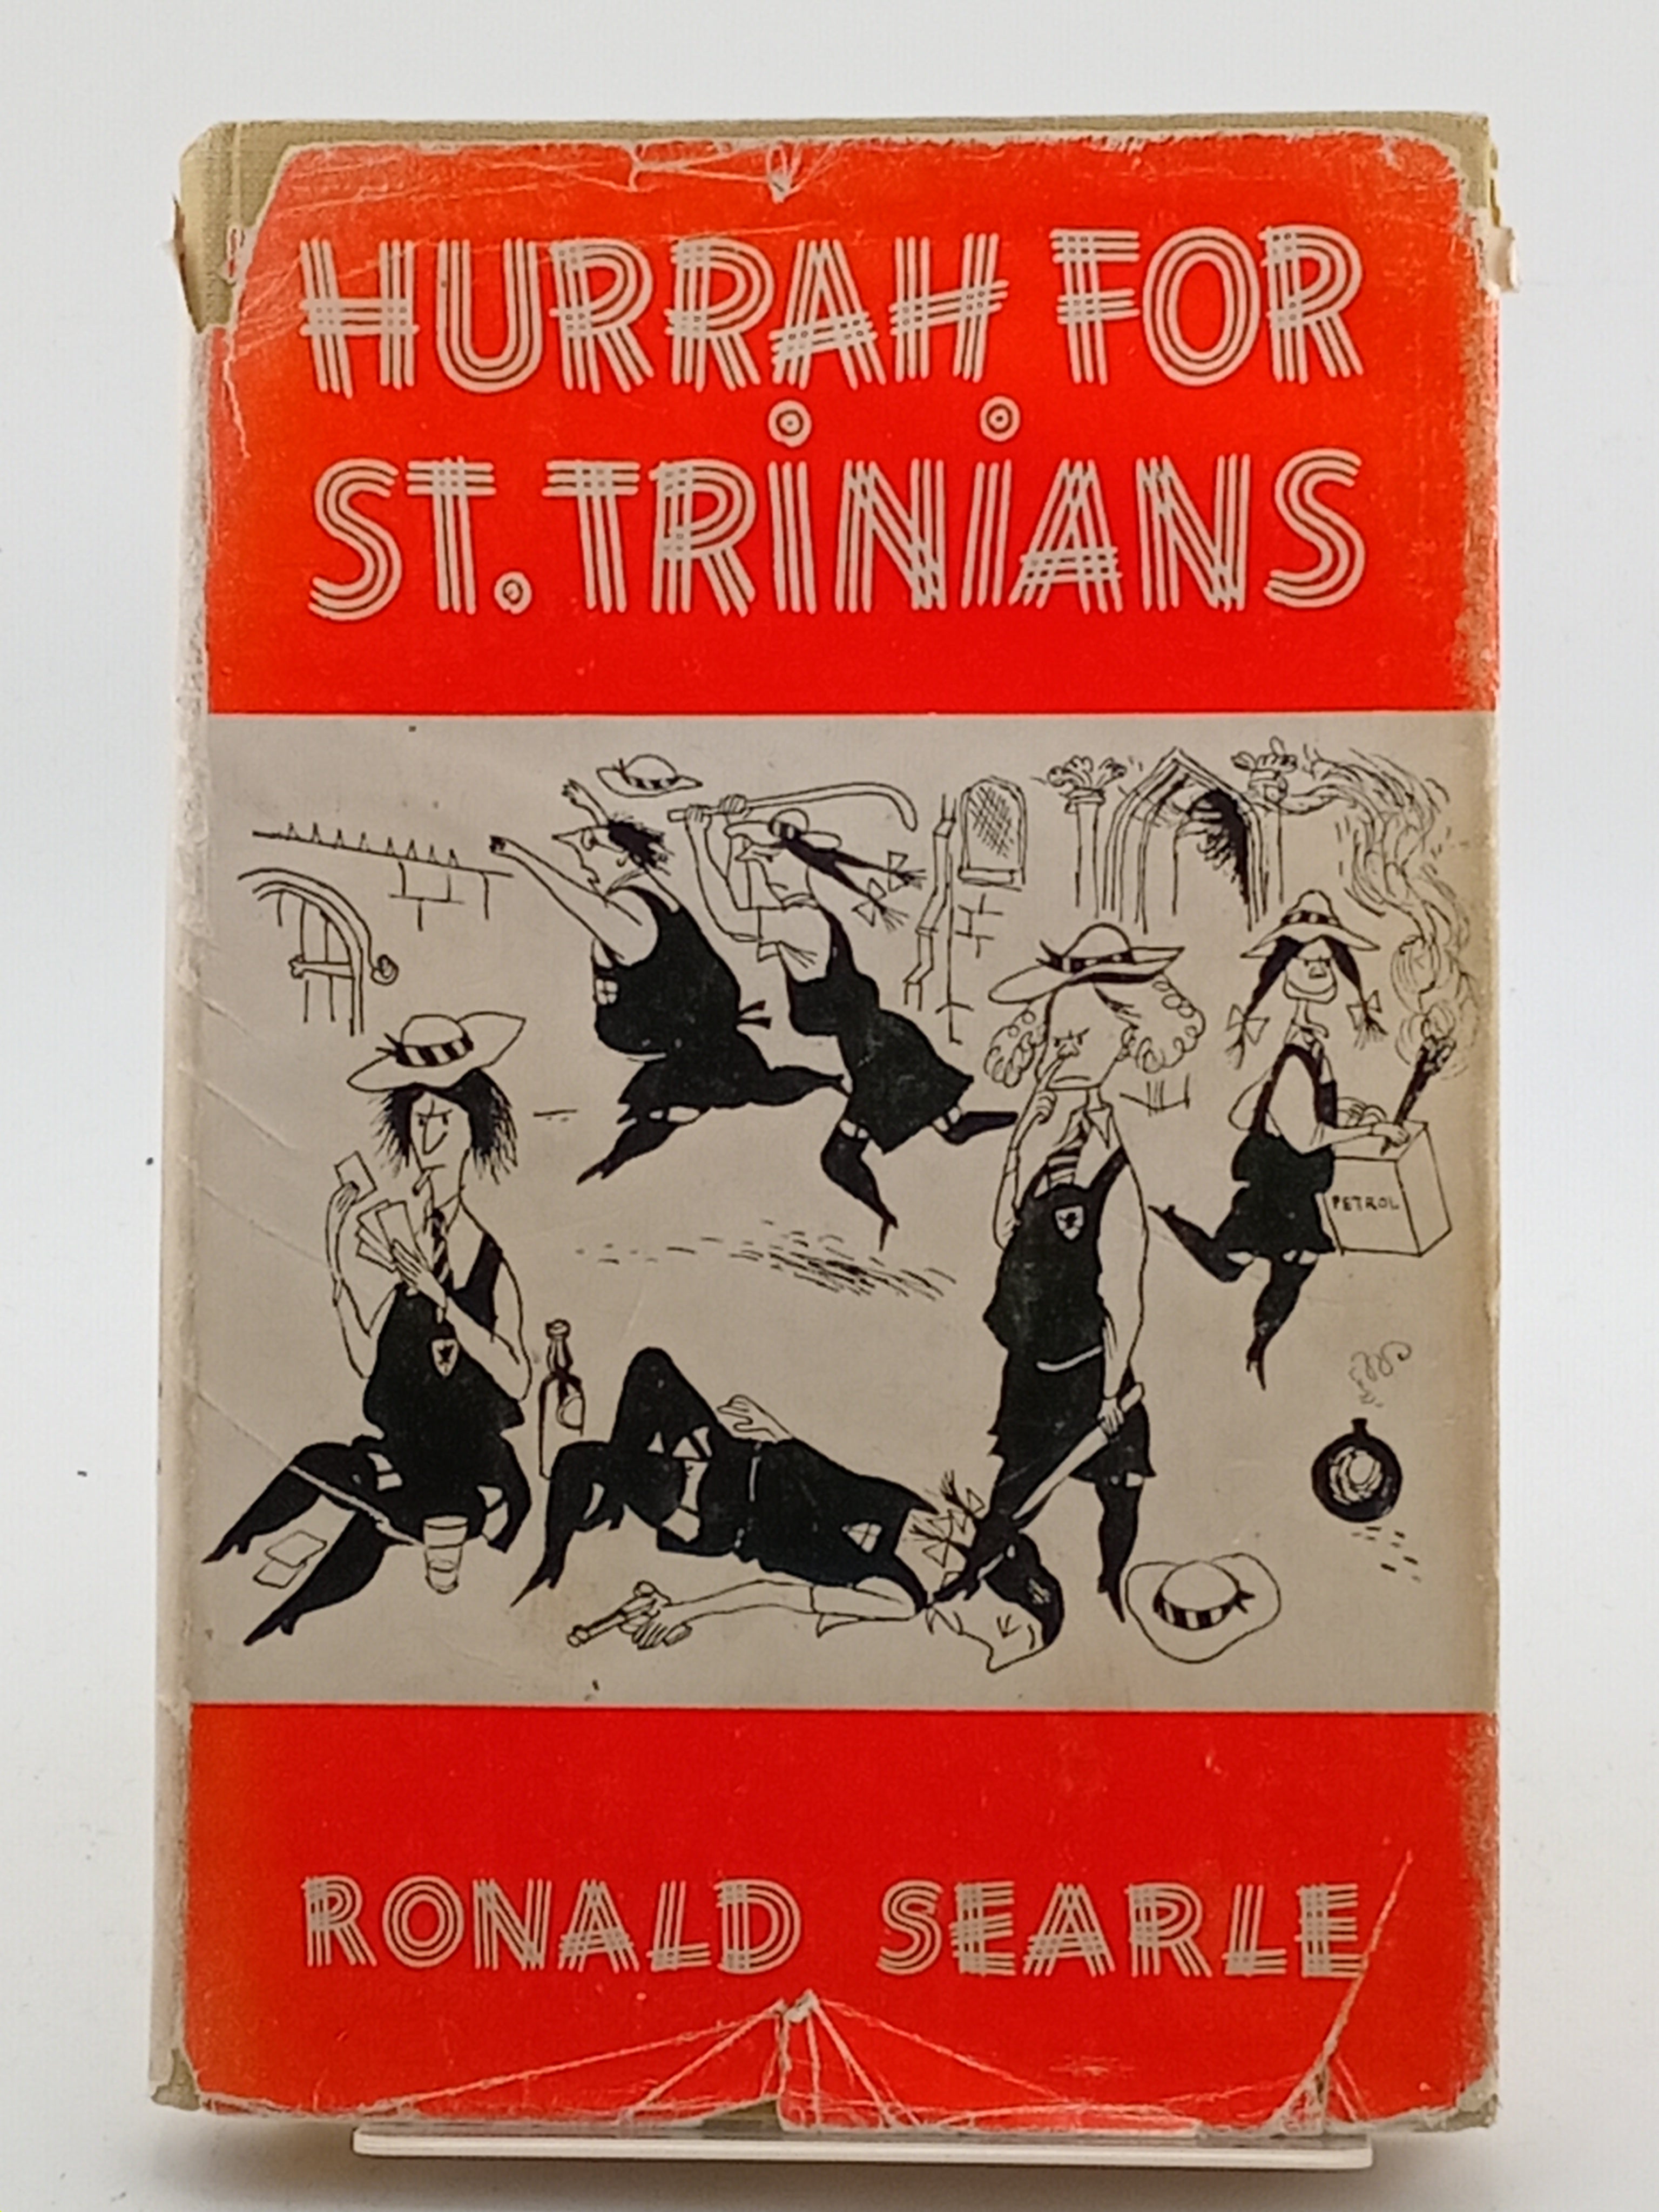 HURRAH FOR
ST. TRiNiANS
PETROL
RONALD SEARLE